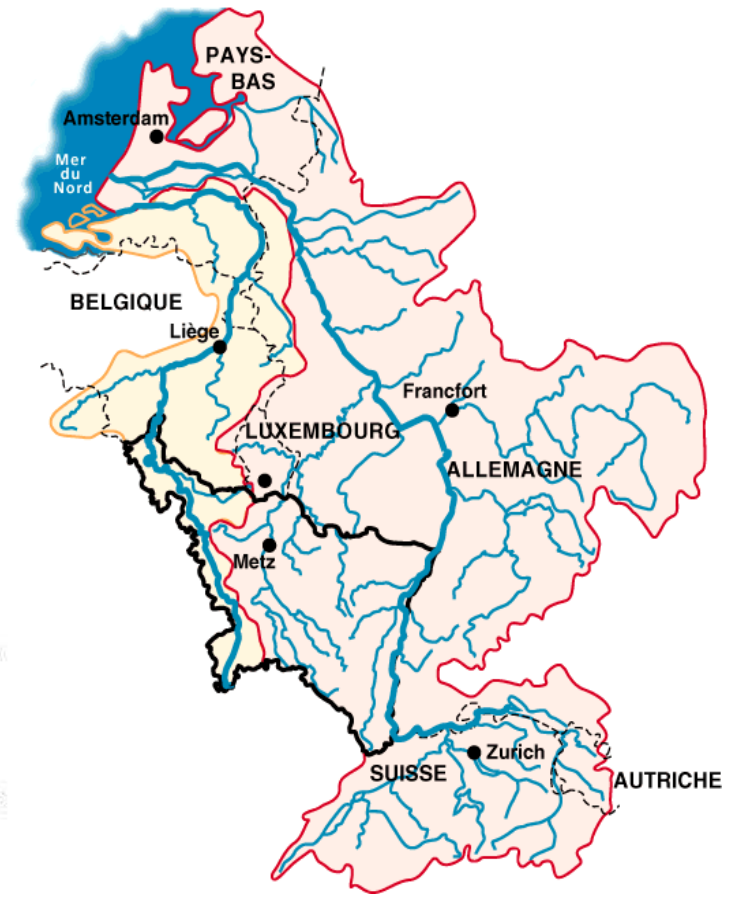 PAYS-
BAS
Amsterdam
Mer
du
Nord
BELGIQUE
Liège
Francfort
LUXEMBOURG
ALLEMAGNE
Metz
Zurich
SUISSE
AUTRICHE